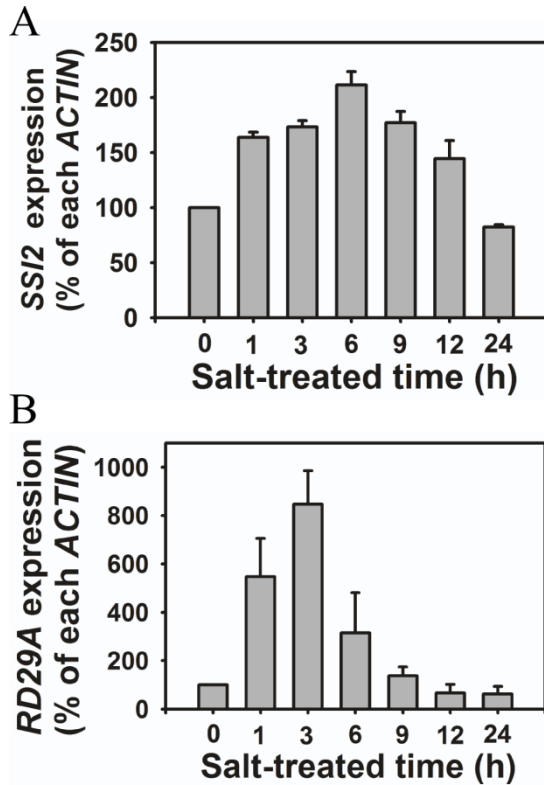 A
SSI2 expression
(% of each ACTIN)
250
200
150
100
50
0
0 1 3 6 9 12 24
Salt-treated time (h)
B
RD29A expression
(% of each ACTIN)
1000
800
600
400
200
0
0 1 3 6 9 12 24
Salt-treated time (h)